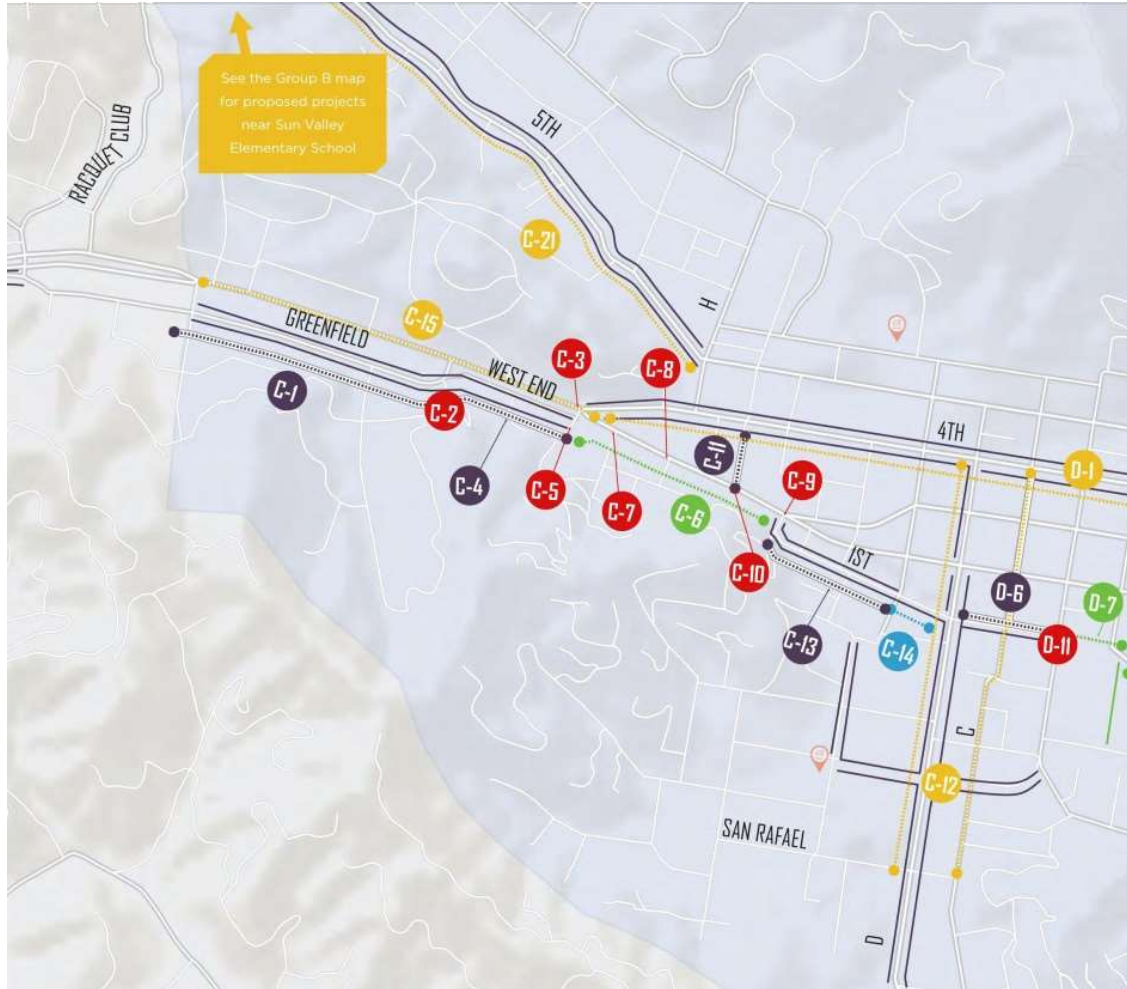 See the Group B map
for proposed projects
near Sun Valley
Elementary School
RACQUET CLUB
5TH
C-21
H
C-15
GREENFIELD
WEST END
C-3
C-8
C-1
C-2
4TH
C-11
D-1
C-4
C-5
C-7
C-6
C-9
C-10
1ST
D-6
D-7
C-13
C-14
D-11
C
C-12
SAN RAFAEL
D